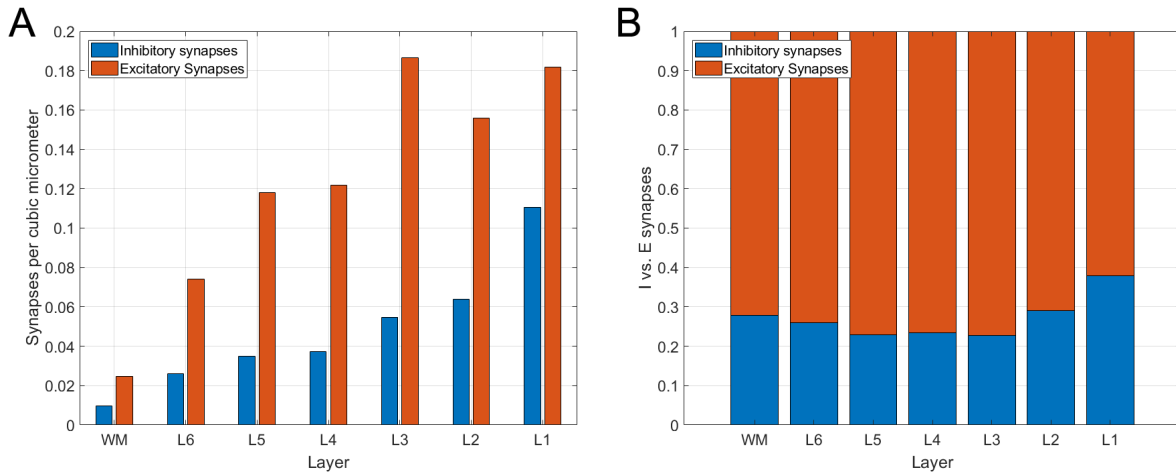 A
Synapses per cubic micrometer
0.2
0.18
0.16
0.14
0.12
0.1
0.08
0.06
0.04
0.02
0
Inhibitory synapses
Excitatory Synapses
WM L6 L5 L4 L3 L2 L1
Layer
B
I vs. E synapses
1
0.9
0.8
0.7
0.6
0.5
0.4
0.3
0.2
0.1
0
Inhibitory synapses
Excitatory Synapses
WM L6 L5 L4 L3 L2 L1
Layer